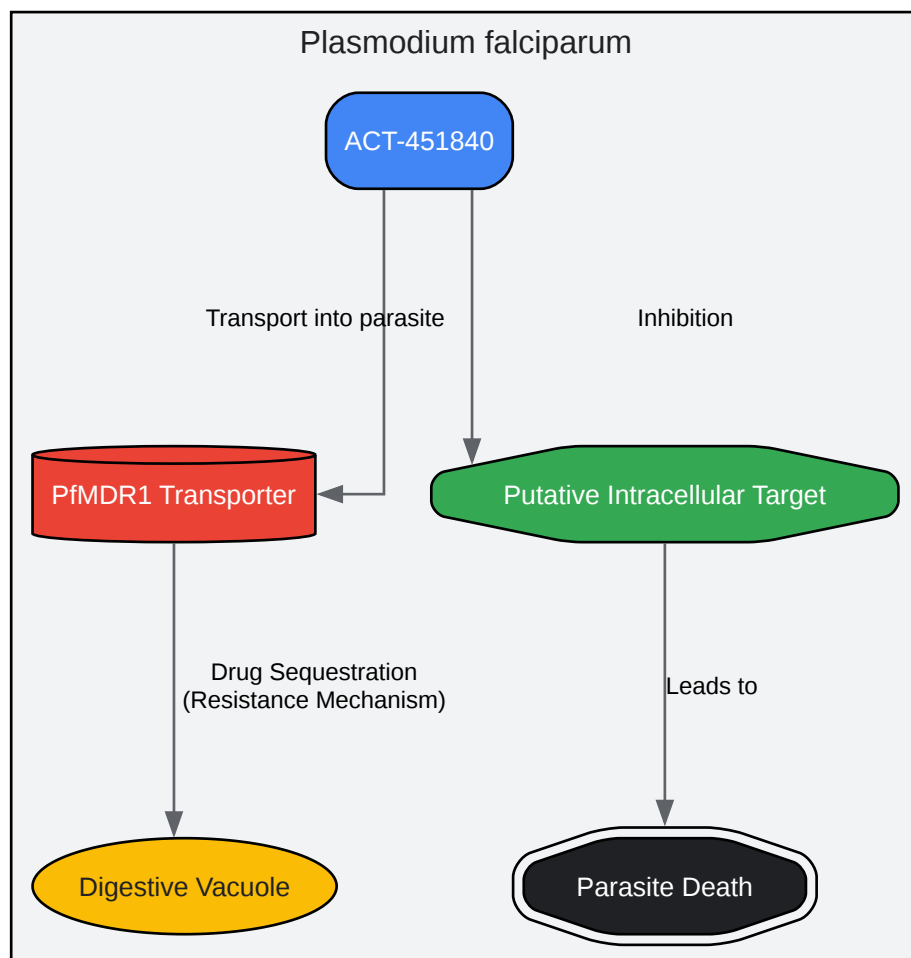 Plasmodium falciparum
ACT-451840
Transport into parasite
Inhibition
PfMDR1 Transporter
Putative Intracellular Target
Drug Sequestration
(Resistance Mechanism)
Leads to
Digestive Vacuole
Parasite Death